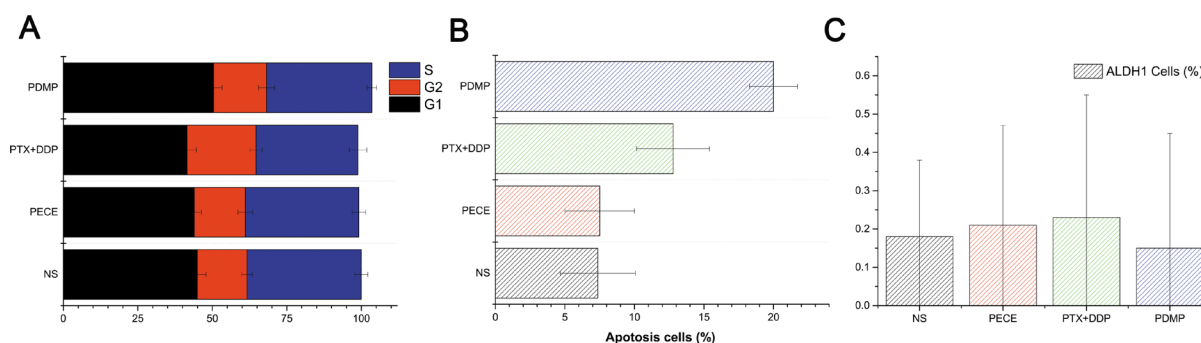 A
PDMP
PTX+DDP
PECE
NS
0 25 50 75 100
S
G2
G1
B
PDMP
PTX+DDP
PECE
NS
0 5 10 15 20
Apotosis cells (%)
C
ALDH1 Cells (%)
0.6
0.5
0.4
0.3
0.2
0.1
0.0
NS PECE PTX+DDP PDMP